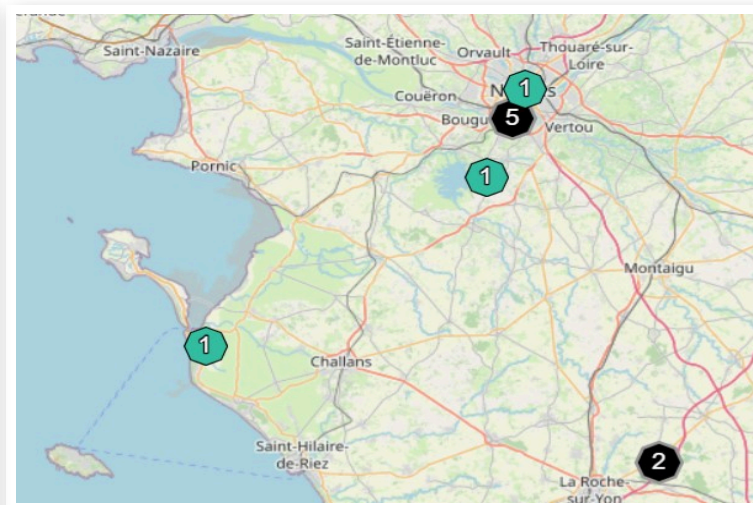 Saint-Nazaire
Saint-Étienne-
de-Montluc
Orvault
Thouaré-sur-
Loire
Couëron
1
Bougu
5
Vertou
Pornic
1
Montaigu
1
Challans
Saint-Hilaire-
de-Riez
2
La Roche-
sur-Yon